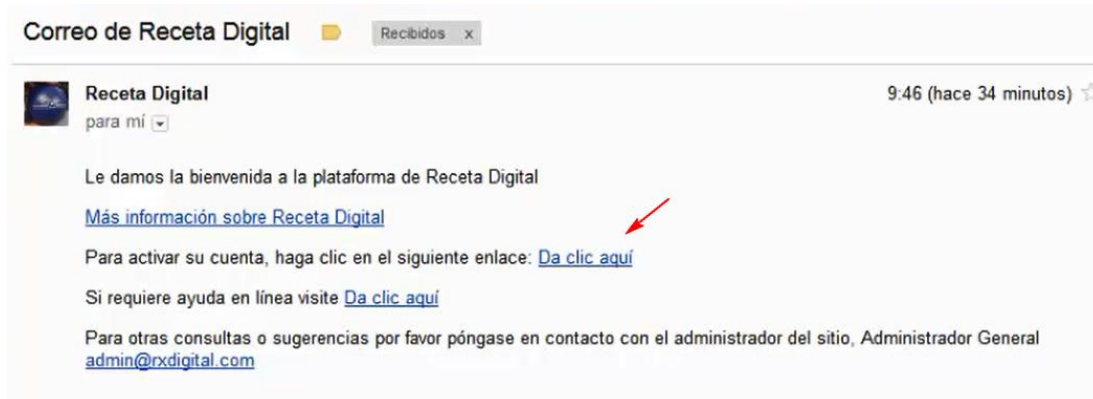 Correo de Receta Digital
Recibidos x
Receta Digital
9:46 (hace 34 minutos)
para mí
Le damos la bienvenida a la plataforma de Receta Digital
Más información sobre Receta Digital
Para activar su cuenta, haga clic en el siguiente enlace: Da clic aquí
Si requiere ayuda en línea visite Da clic aquí
Para otras consultas o sugerencias por favor póngase en contacto con el administrador del sitio, Administrador General
admin@rxdigital.com